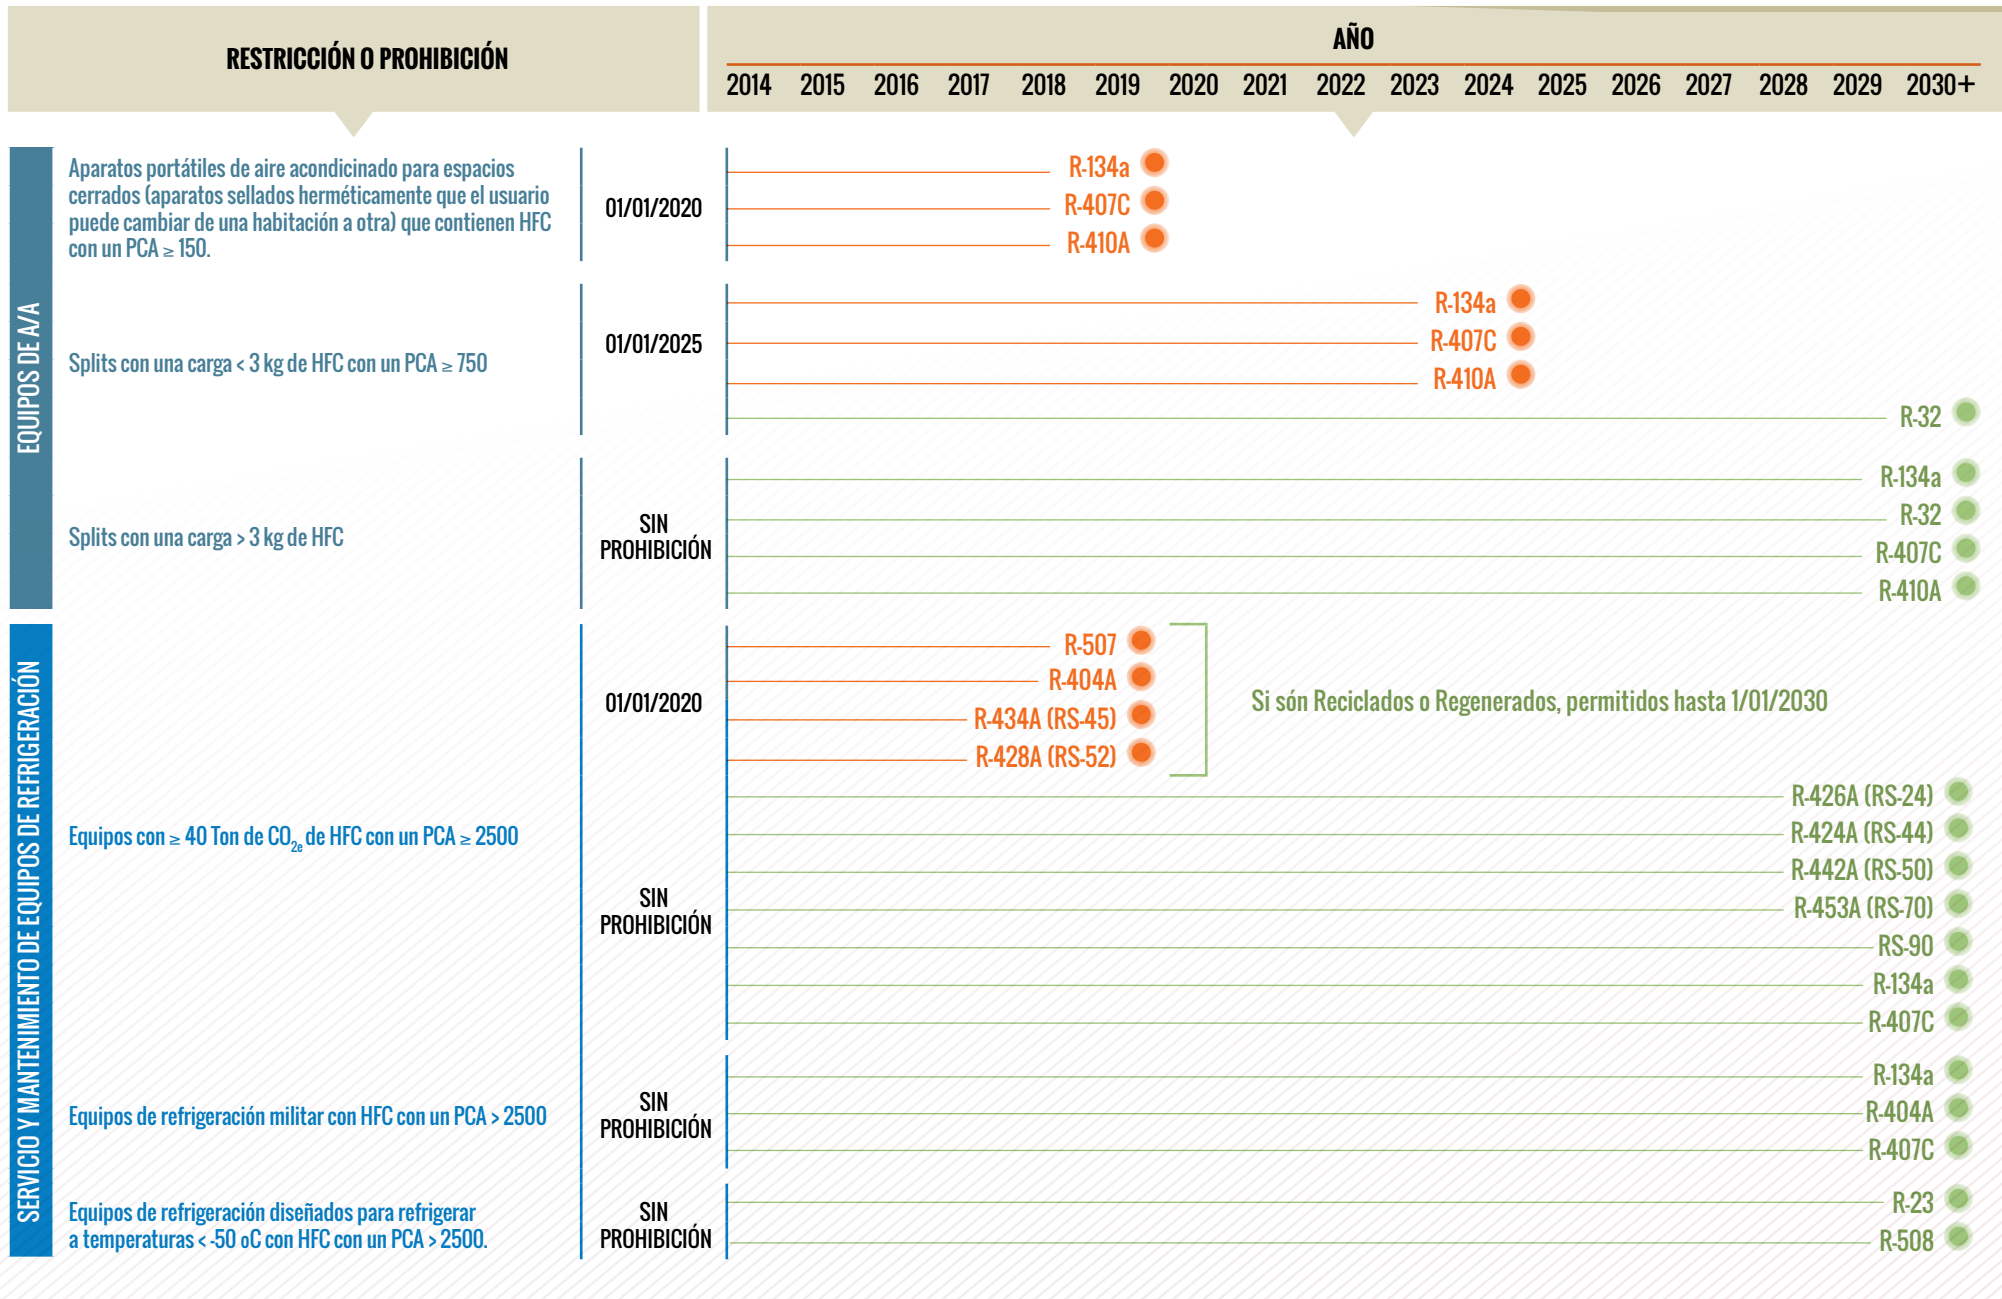 RESTRICCIÓN O PROHIBICIÓN
AÑO
2014 2015 2016 2017 2018 2019 2020 2021 2022 2023 2024 2025 2026 2027 2028 2029 2030+
EQUIPOS DE A/A
Aparatos portátiles de aire acondicinado para espacios
cerrados (aparatos sellados herméticamente que el usuario
puede cambiar de una habitación a otra) que contienen HFC
con un PCA ≥ 150.
01/01/2020
R-134a
R-407C
R-410A
Splits con una carga < 3 kg de HFC con un PCA ≥ 750
01/01/2025
R-134a
R-407C
R-410A
R-32
Splits con una carga > 3 kg de HFC
SIN
PROHIBICIÓN
R-134a
R-32
R-407C
R-410A
SERVICIO Y MANTENIMIENTO DE EQUIPOS DE REFRIGERACIÓN
Equipos con ≥ 40 Ton de CO2e de HFC con un PCA ≥ 2500
01/01/2020
R-507
R-404A
R-434A (RS-45)
R-428A (RS-52)
Si són Reciclados o Regenerados, permitidos hasta 1/01/2030
SIN
PROHIBICIÓN
R-426A (RS-24)
R-424A (RS-44)
R-442A (RS-50)
R-453A (RS-70)
RS-90
R-134a
R-407C
Equipos de refrigeración militar con HFC con un PCA > 2500
SIN
PROHIBICIÓN
R-134a
R-404A
R-407C
Equipos de refrigeración diseñados para refrigerar
a temperaturas < -50 oC con HFC con un PCA > 2500.
SIN
PROHIBICIÓN
R-23
R-508